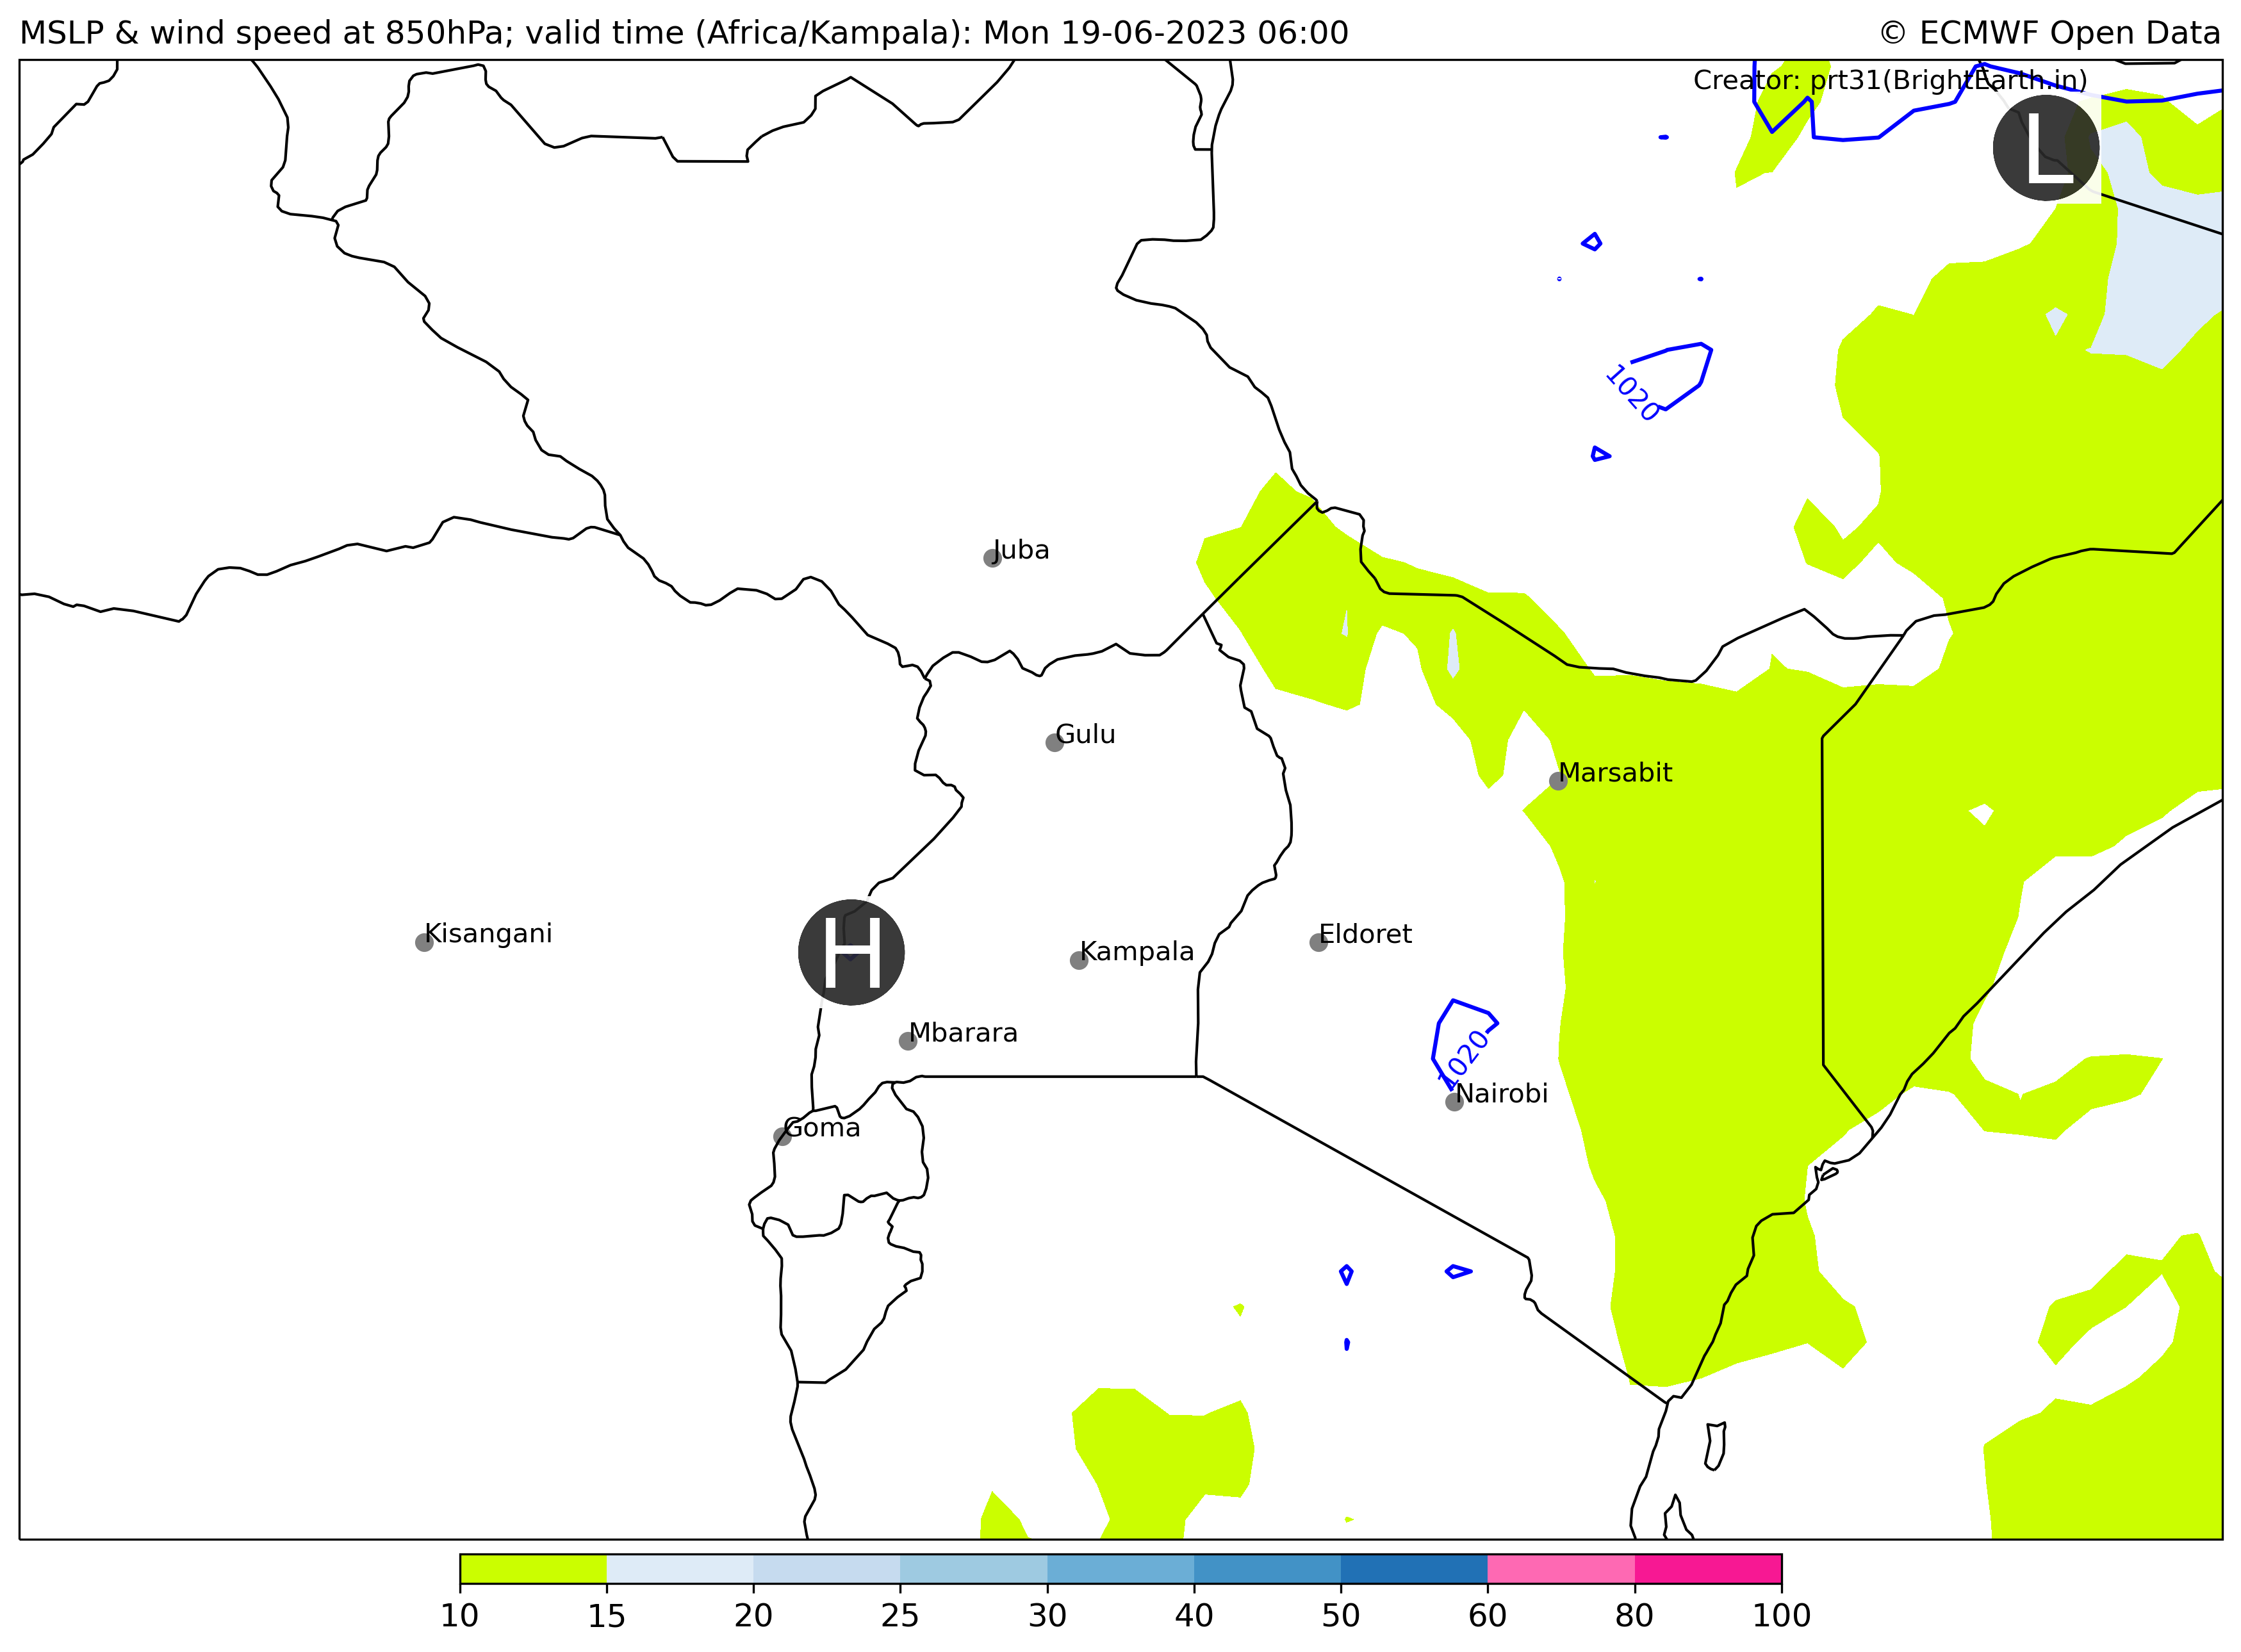 MSLP & wind speed at 850hPa; valid time (Africa/Kampala): Mon 19-06-2023 06:00
© ECMWF Open Data
Creator: prt31(BrightEarth.in)
L
1020
Juba
Gulu
Marsabit
Kisangani
H
Kampala
Eldoret
Mbarara
1020
Nairobi
Goma
10 15 20 25 30 40 50 60 80 100